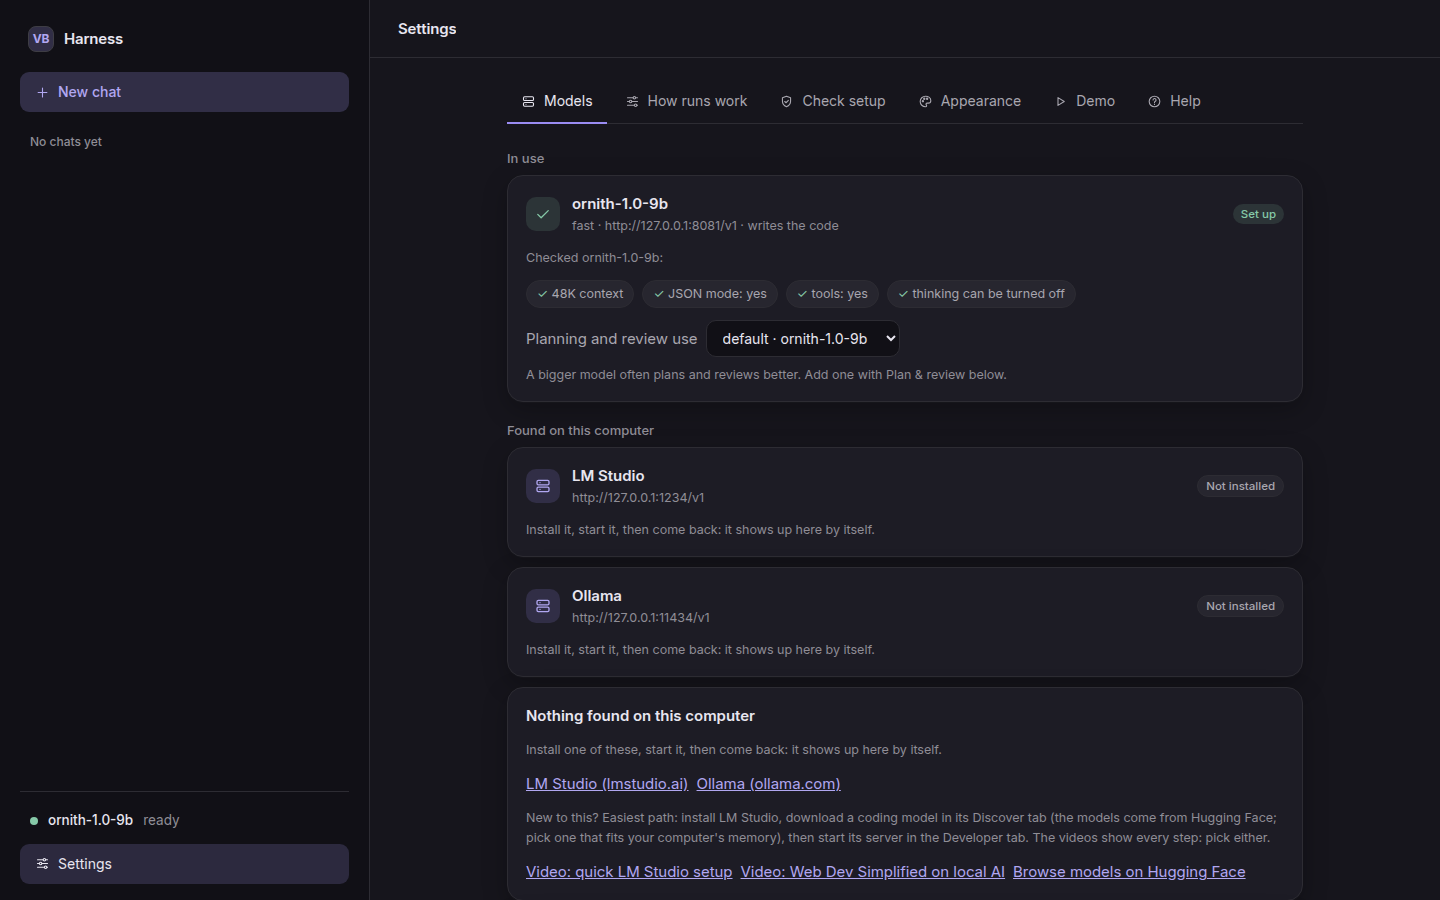 VB Harness
New chat
No chats yet
ornith-1.0-9b ready
Settings
Settings
Models How runs work Check setup Appearance Demo Help
In use
ornith-1.0-9b
fast · http://127.0.0.1:8081/v1 · writes the code
Set up
Checked ornith-1.0-9b:
48K context JSON mode: yes tools: yes thinking can be turned off
Planning and review use default · ornith-1.0-9b
A bigger model often plans and reviews better. Add one with Plan & review below.
Found on this computer
LM Studio
http://127.0.0.1:1234/v1
Not installed
Install it, start it, then come back: it shows up here by itself.
Ollama
http://127.0.0.1:11434/v1
Not installed
Install it, start it, then come back: it shows up here by itself.
Nothing found on this computer
Install one of these, start it, then come back: it shows up here by itself.
LM Studio (lmstudio.ai) Ollama (ollama.com)
New to this? Easiest path: install LM Studio, download a coding model in its Discover tab (the models come from Hugging Face;
pick one that fits your computer's memory), then start its server in the Developer tab. The videos show every step: pick either.
Video: quick LM Studio setup Video: Web Dev Simplified on local AI Browse models on Hugging Face